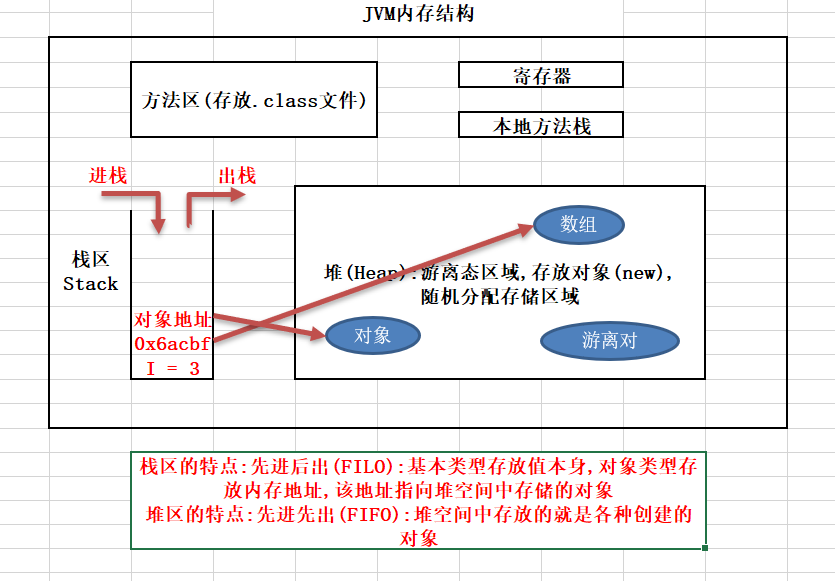 JVM内存结构
方法区(存放.class文件)
寄存器
本地方法栈
进栈
出栈
栈区
Stack
对象地址
0x6acbf
I = 3
数组
堆(Heap):游离态区域,存放对象(new),
随机分配存储区域
对象
游离对
栈区的特点:先进后出(FILO):基本类型存放值本身,对象类型存
放内存地址,该地址指向堆空间中存储的对象
堆区的特点:先进先出(FIFO):堆空间中存放的就是各种创建的
对象